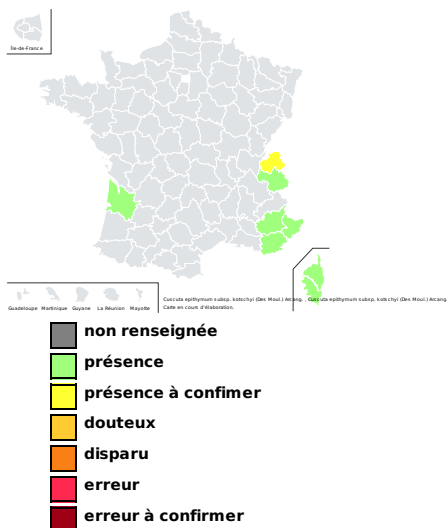 Île-de-France
Guadeloupe Martinique Guyane La Réunion Mayotte
Cuscuta epithymum subsp. kotschyi (Des Moul.) Arcang. , Cuscuta epithymum subsp. kotschyi (Des Moul.) Arcang.
Carte en cours d'élaboration.
non renseignée
présence
présence à confimer
douteux
disparu
erreur
erreur à confirmer